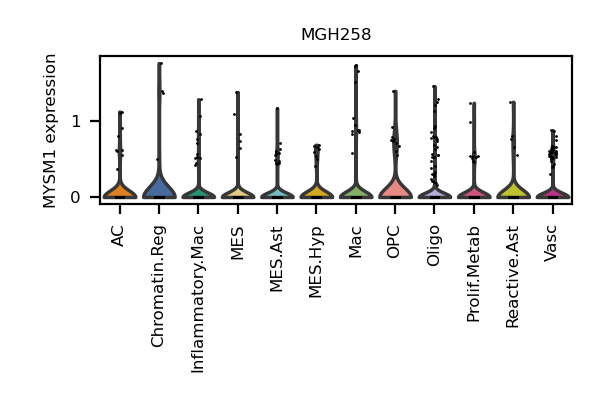 MGH258
MYSM1 expression
1
0
AC
Chromatin.Reg
Inflammatory.Mac
MES
MES.Ast
MES.Hyp
Mac
OPC
Oligo
Prolif.Metab
Reactive.Ast
Vasc